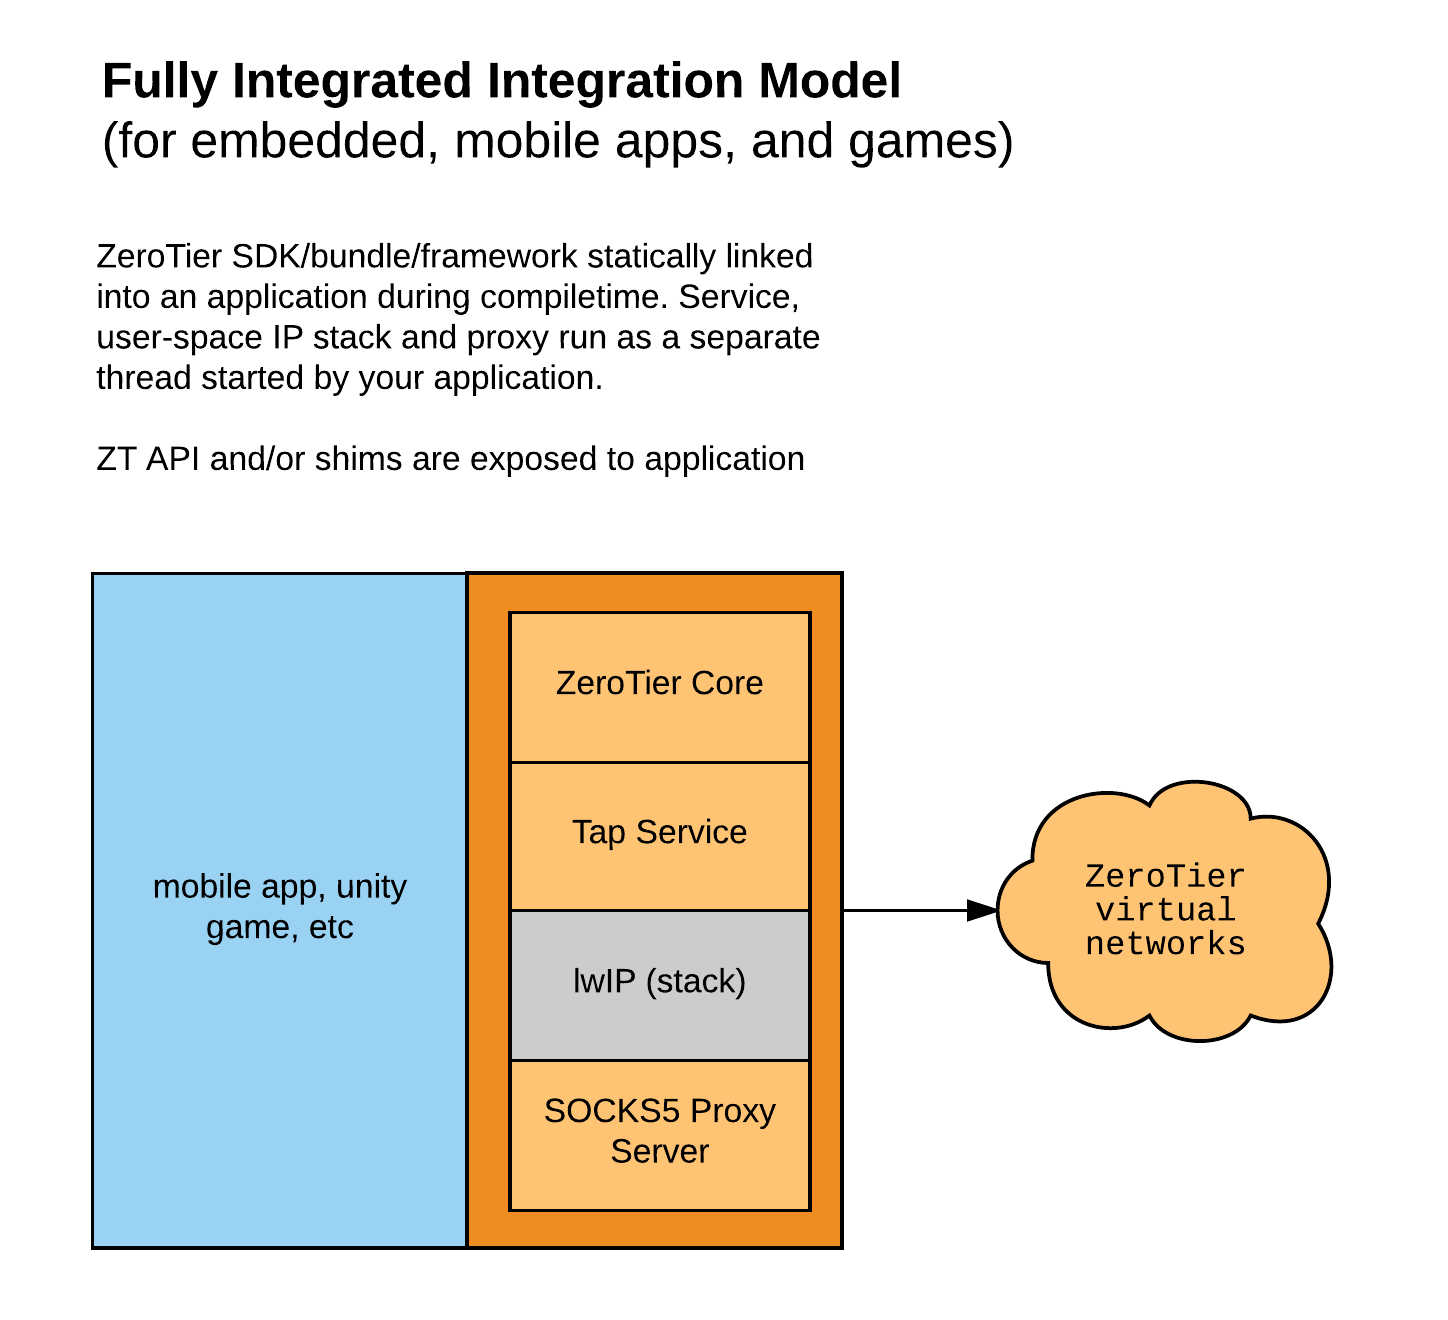 Fully Integrated Integration Model
(for embedded, mobile apps, and games)
ZeroTier SDK/bundle/framework statically linked
into an application during compiletime. Service,
user-space IP stack and proxy run as a separate
thread started by your application.
ZT API and/or shims are exposed to application
mobile app, unity
game, etc
ZeroTier Core
Tap Service
lwIP (stack)
SOCKS5 Proxy
Server
ZeroTier
virtual
networks